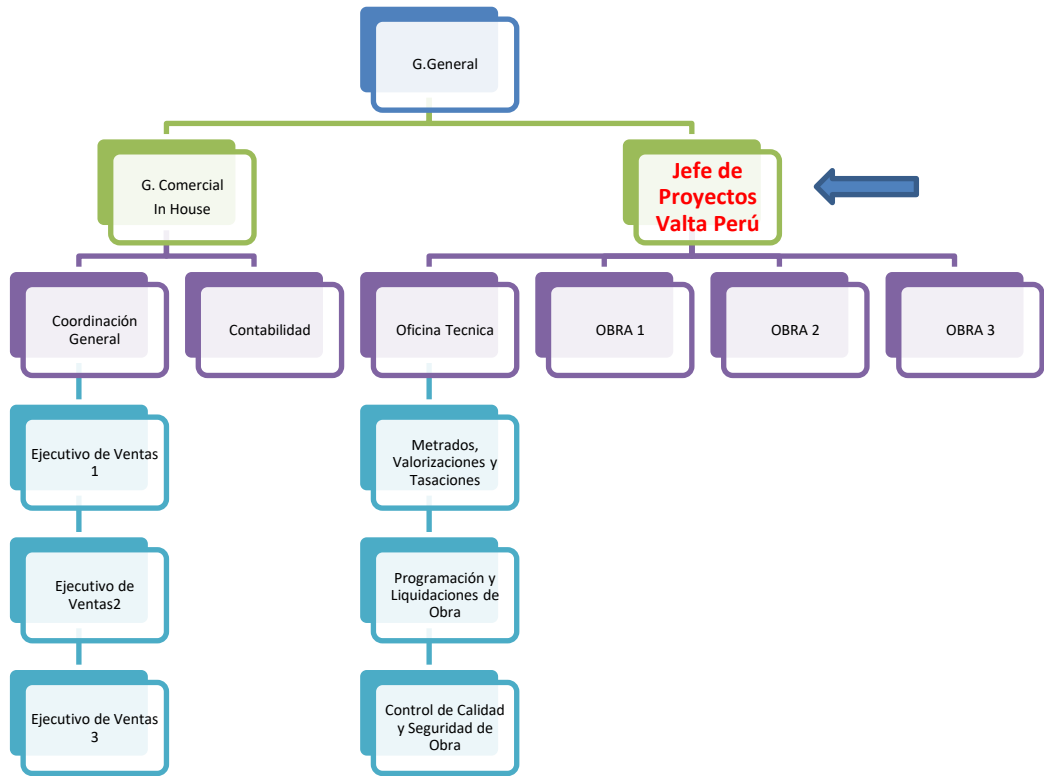 G.General
G. Comercial
In House
Jefe de
Proyectos
Valta Perú
Coordinación
General
Contabilidad
Oficina Tecnica
OBRA 1
OBRA 2
OBRA 3
Ejecutivo de Ventas
1
Metrados,
Valorizaciones y
Tasaciones
Ejecutivo de
Ventas2
Programación y
Liquidaciones de
Obra
Ejecutivo de Ventas
3
Control de Calidad
y Seguridad de
Obra